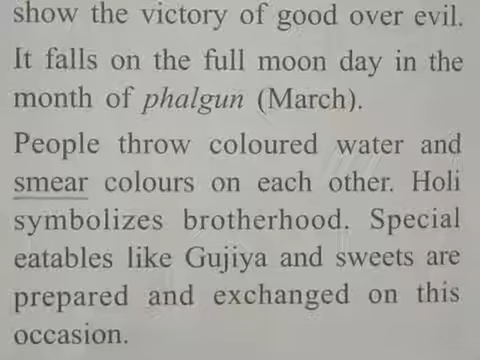 show the victory of good over evil.
It falls on the full moon day in the
month of phalgun (March).
People throw coloured water and
smear colours on each other. Holi
symbolizes brotherhood. Special
eatables like Gujiya and sweets are
prepared and exchanged on this
occasion.